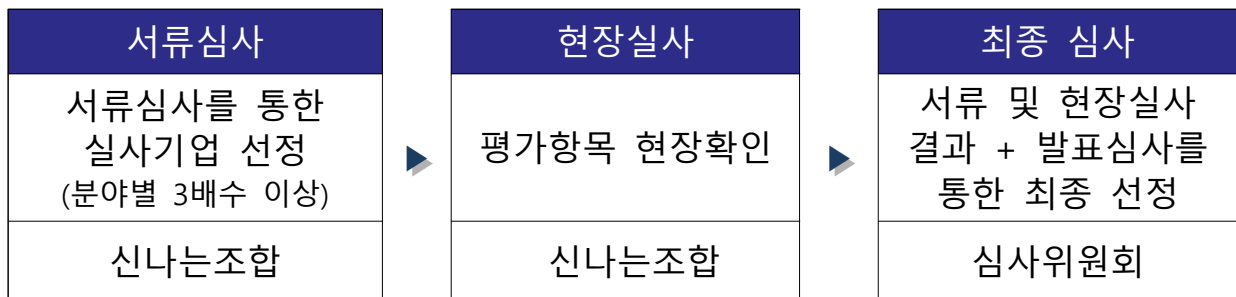 서류심사
서류심사를 통한
실사기업 선정
(분야별 3배수 이상)
신나는조합
현장실사
평가항목 현장확인
신나는조합
최종 심사
서류 및 현장실사
결과 + 발표심사를
통한 최종 선정
심사위원회